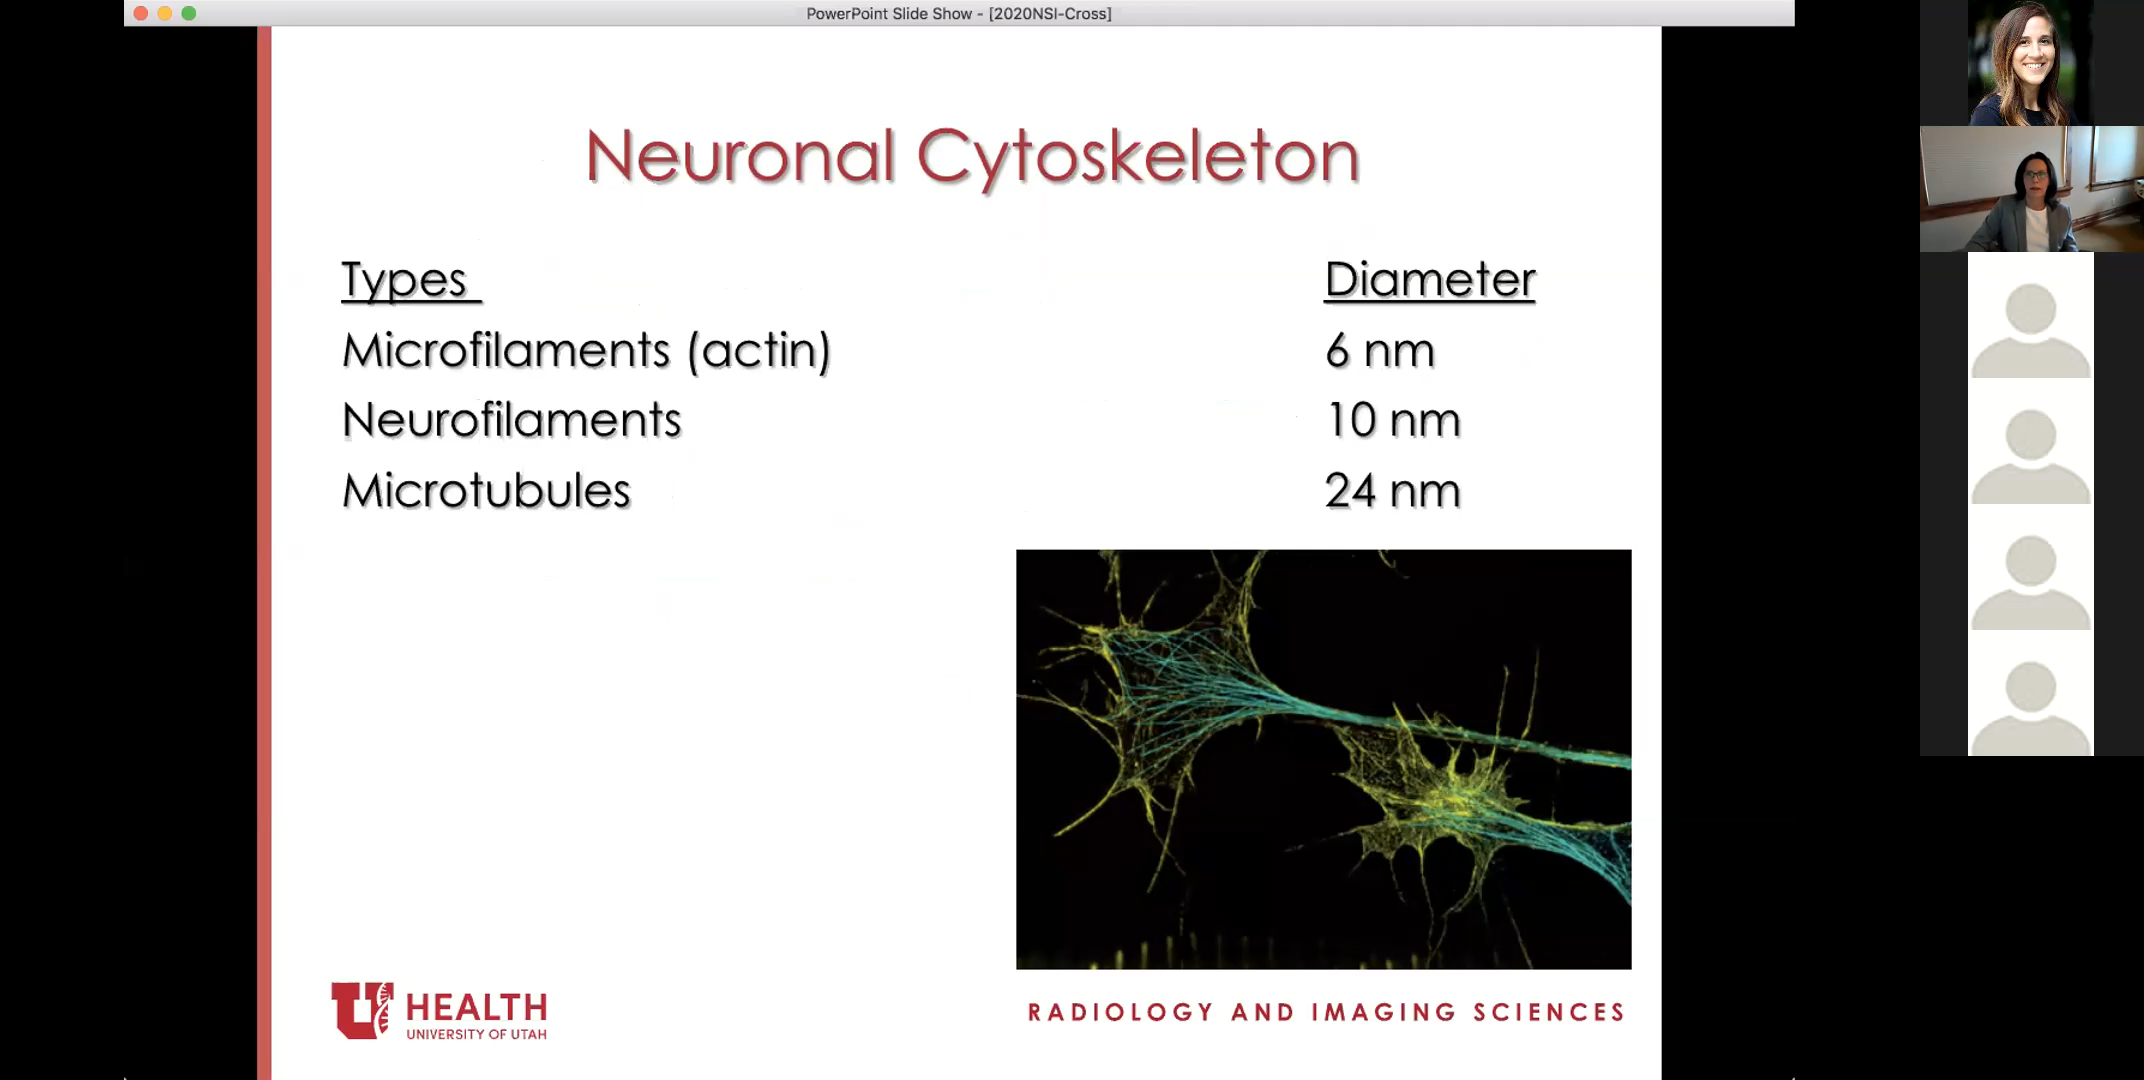 PowerPoint Slide Show - [2020NSI-Cross]
Neuronal Cytoskeleton
Types Diameter
Microfilaments (actin) 6 nm
Neurofilaments 10 nm
Microtubules 24 nm
U HEALTH
UNIVERSITY OF UTAH
RADIOLOGY AND IMAGING SCIENCES